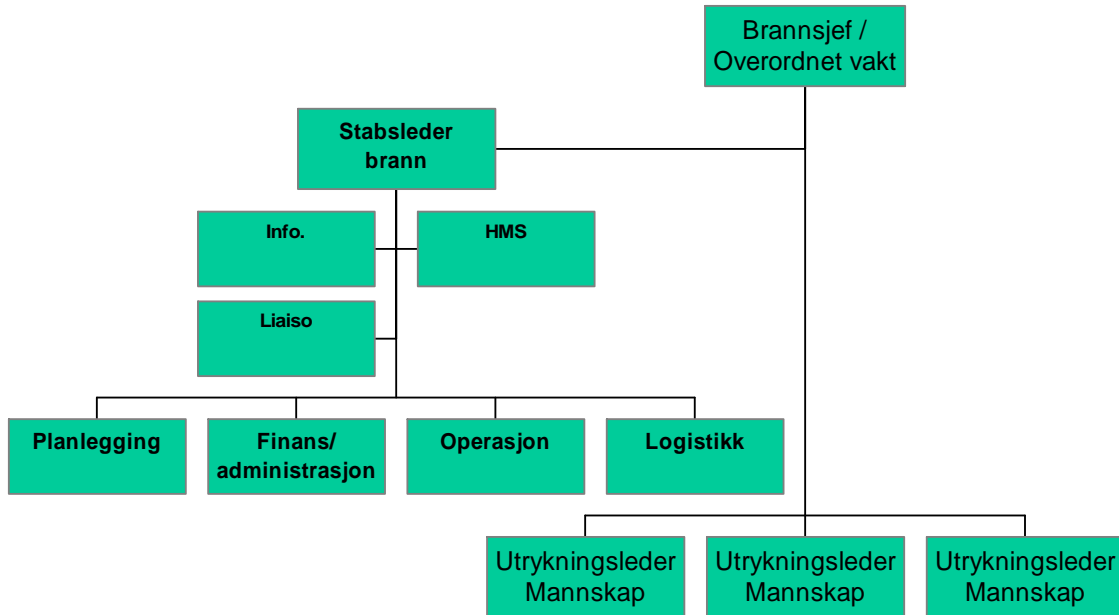 Brannsjef /
Overordnet vakt
Stabsleder
brann
Info.
HMS
Liaiso
Planlegging
Finans/
administrasjon
Operasjon
Logistikk
Utrykningsleder
Mannskap
Utrykningsleder
Mannskap
Utrykningsleder
Mannskap